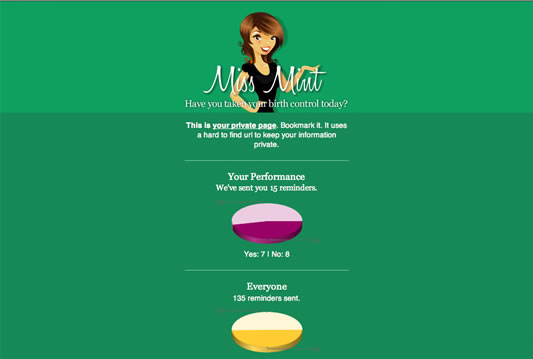 Miss Mint
Have you taken your birth control today?
This is your private page. Bookmark it. It uses
a hard to find url to keep your information
private.
Your Performance
We've sent you 15 reminders.
Yes: 7 | No: 8
Everyone
135 reminders sent.